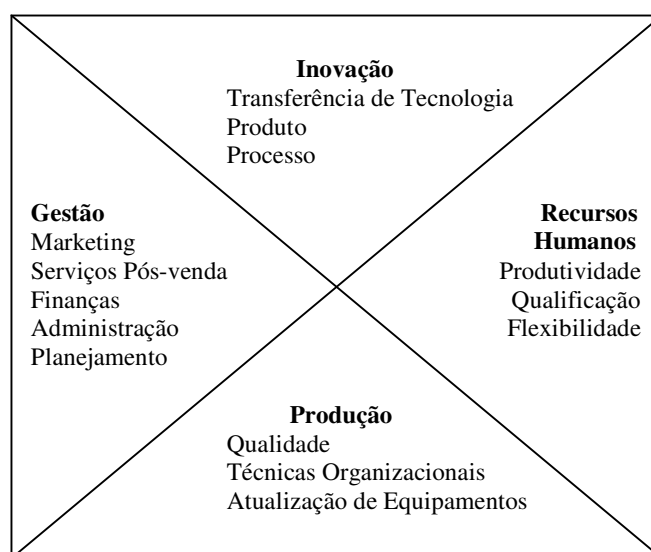 Inovação
Transferência de Tecnologia
Produto
Processo
Gestão
Marketing
Serviços Pós-venda
Finanças
Administração
Planejamento
Recursos
Humanos
Produtividade
Qualificação
Flexibilidade
Produção
Qualidade
Técnicas Organizacionais
Atualização de Equipamentos